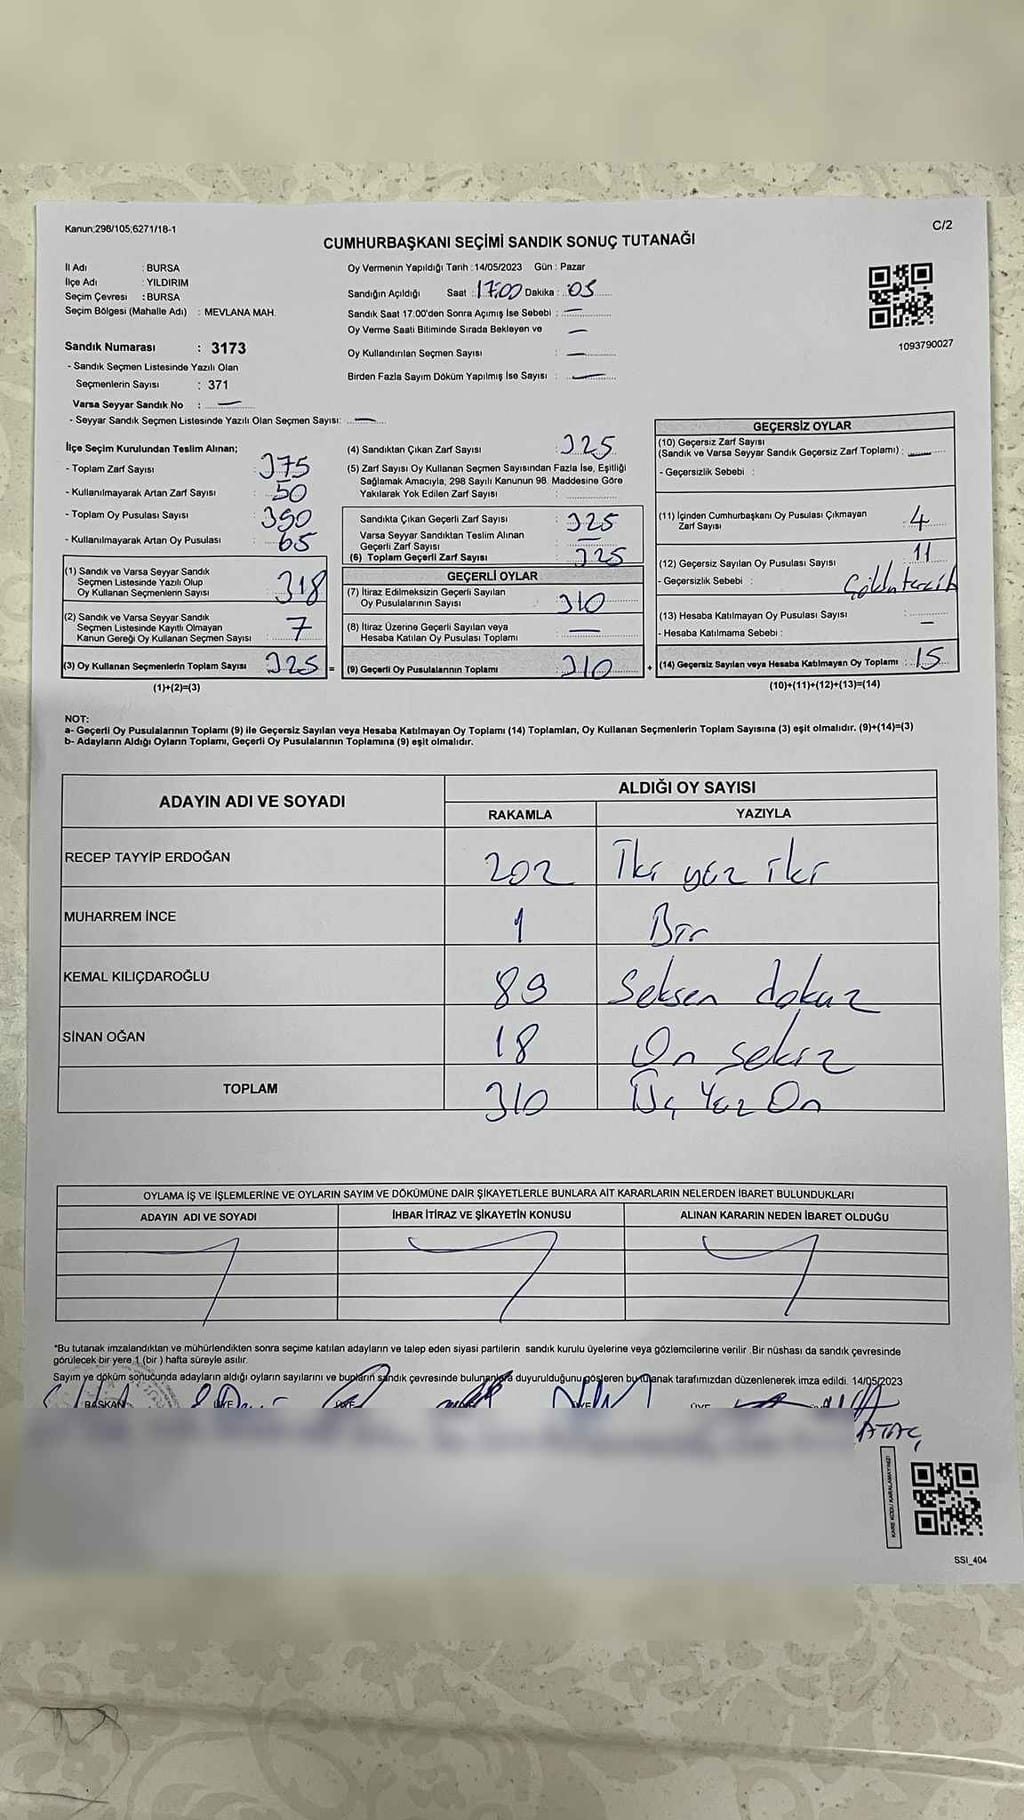 Kanun;298/105;6271/18-1
C/2
CUMHURBAŞKANI SEÇİMİ SANDIK SONUÇ TUTANAĞI
İl Adı : BURSA
İlçe Adı : YILDIRIM
Seçim Çevresi : BURSA
Seçim Bölgesi (Mahalle Adı) : MEVLANA MAH.
Sandık Numarası : 3173
- Sandık Seçmen Listesinde Yazılı Olan
Seçmenlerin Sayısı : 371
Varsa Seyyar Sandık No : —
- Seyyar Sandık Seçmen Listesinde Yazılı Olan Seçmen Sayısı: —
Oy Vermenin Yapıldığı Tarih : 14/05/2023 Gün : Pazar
Sandığın Açıldığı Saat : 17:00 Dakika : 05
Sandık Saat 17.00'den Sonra Açımış İse Sebebi : —
Oy Verme Saati Bitiminde Sırada Bekleyen ve —
Oy Kullandırılan Seçmen Sayısı : —
Birden Fazla Sayım Döküm Yapılmış İse Sayısı : —
1093790027
İlçe Seçim Kurulundan Teslim Alınan;
- Toplam Zarf Sayısı : 375
- Kullanılmayarak Artan Zarf Sayısı : 50
- Toplam Oy Pusulası Sayısı : 390
- Kullanılmayarak Artan Oy Pusulası : 65
(1) Sandık ve Varsa Seyyar Sandık
Seçmen Listesinde Yazılı Olup
Oy Kullanan Seçmenlerin Sayısı 318
(2) Sandık ve Varsa Seyyar Sandık
Seçmen Listesinde Kayıtlı Olmayan
Kanun Gereği Oy Kullanan Seçmen Sayısı 7
(3) Oy Kullanan Seçmenlerin Toplam Sayısı 325 =
(1)+(2)=(3)
(4) Sandıktan Çıkan Zarf Sayısı : 325
(5) Zarf Sayısı Oy Kullanan Seçmen Sayısından Fazla İse, Eşitliği
Sağlamak Amacıyla, 298 Sayılı Kanunun 98. Maddesine Göre
Yakılarak Yok Edilen Zarf Sayısı :
Sandıkta Çıkan Geçerli Zarf Sayısı : 325
Varsa Seyyar Sandıktan Teslim Alınan
Geçerli Zarf Sayısı : —
(6) Toplam Geçerli Zarf Sayısı : 325
GEÇERLİ OYLAR
(7) İtiraz Edilmeksizin Geçerli Sayılan
Oy Pusulalarının Sayısı : 310
(8) İtiraz Üzerine Geçerli Sayılan veya
Hesaba Katılan Oy Pusulası Toplamı : —
(9) Geçerli Oy Pusulalarının Toplamı : 310 +
GEÇERSİZ OYLAR
(10) Geçersiz Zarf Sayısı
(Sandık ve Varsa Seyyar Sandık Geçersiz Zarf Toplamı) : —
- Geçersizlik Sebebi :
(11) İçinden Cumhurbaşkanı Oy Pusulası Çıkmayan
Zarf Sayısı : 4
(12) Geçersiz Sayılan Oy Pusulası Sayısı : 11
- Geçersizlik Sebebi :
(13) Hesaba Katılmayan Oy Pusulası Sayısı : —
- Hesaba Katılmama Sebebi :
(14) Geçersiz Sayılan veya Hesaba Katılmayan Oy Toplamı : 15
(10)+(11)+(12)+(13)=(14)
NOT:
a- Geçerli Oy Pusulalarının Toplamı (9) ile Geçersiz Sayılan veya Hesaba Katılmayan Oy Toplamı (14) Toplamları, Oy Kullanan Seçmenlerin Toplam Sayısına (3) eşit olmalıdır. (9)+(14)=(3)
b- Adayların Aldığı Oyların Toplamı, Geçerli Oy Pusulalarının Toplamına (9) eşit olmalıdır.
ADAYIN ADI VE SOYADI
ALDIĞI OY SAYISI
RAKAMLA YAZIYLA
RECEP TAYYİP ERDOĞAN 202 İki yüz iki
MUHARREM İNCE 1 Bir
KEMAL KILIÇDAROĞLU 89 Seksen dokuz
SİNAN OĞAN 18 On sekiz
TOPLAM 310 Üç Yüz On
OYLAMA İŞ VE İŞLEMLERİNE VE OYLARIN SAYIM VE DÖKÜMÜNE DAİR ŞİKAYETLERLE BUNLARA AİT KARARLARIN NELERDEN İBARET BULUNDUKLARI
ADAYIN ADI VE SOYADI İHBAR İTİRAZ VE ŞİKAYETİN KONUSU ALINAN KARARIN NEDEN İBARET OLDUĞU
*Bu tutanak imzalandıktan ve mühürlendikten sonra seçime katılan adayların ve talep eden siyasi partilerin sandık kurulu üyelerine veya gözlemcilerine verilir .Bir nüshası da sandık çevresinde
görülecek bir yere 1 (bir ) hafta süreyle asılır.
Sayım ve döküm sonucunda adayların aldığı oyların sayılarını ve bunların sandık çevresinde bulunanlara duyurulduğunu gösteren bu tutanak tarafımızdan düzenlenerek imza edildi. 14/05/2023
BAŞKAN ÜYE ÜYE ÜYE ÜYE
ATAÇ
KARE KODU KARALAMAYINIZ!
SSI_404